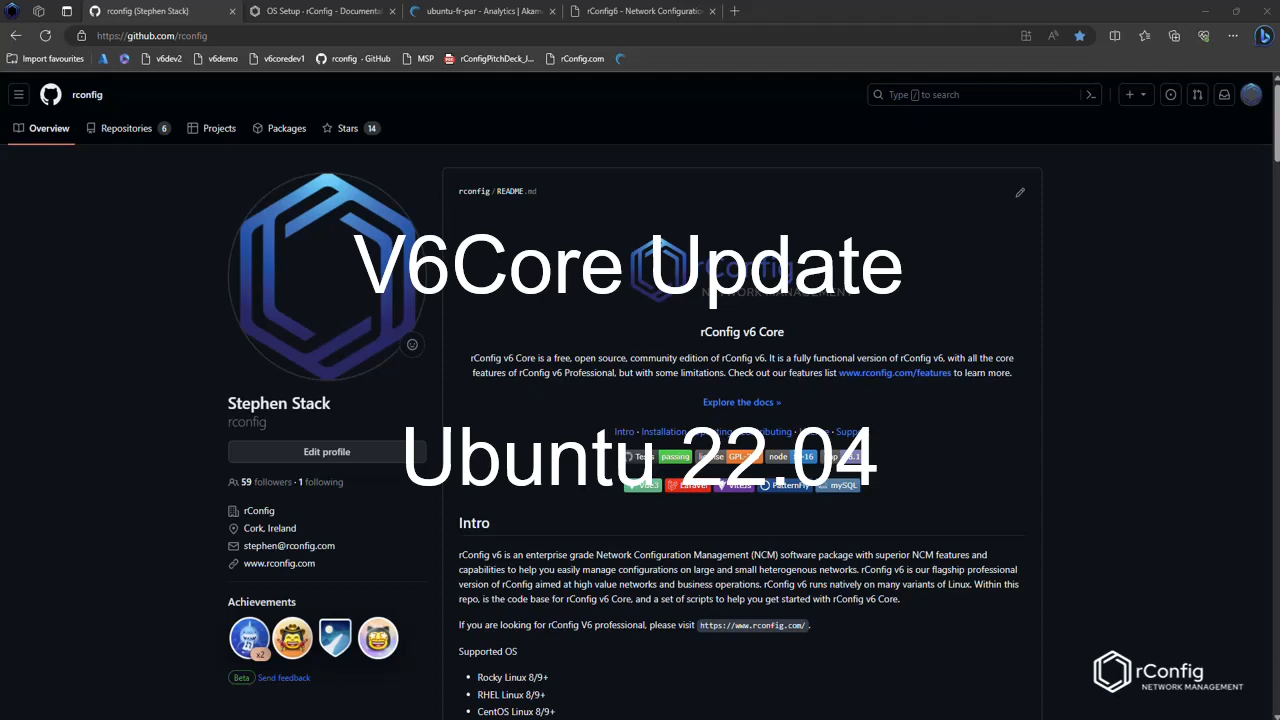 rconfig (Stephen Stack)
OS Setup · rConfig - Documentat
ubuntu-fr-par - Analytics | Akam
rConfig6 - Network Configuratio
https://github.com/rconfig
Import favourites
v6dev2
v6demo
v6coredev1
rconfig · GitHub
MSP
rConfigPitchDeck_J...
rConfig.com
rconfig
Type / to search
Overview
Repositories 6
Projects
Packages
Stars 14
rconfig/README.md
V6Core Update
NETWORK MANAGEMENT
rConfig v6 Core
rConfig v6 Core is a free, open source, community edition of rConfig v6. It is a fully functional version of rConfig v6, with all the core
features of rConfig v6 Professional, but with some limitations. Check out our features list www.rconfig.com/features to learn more.
Explore the docs »
Intro · Installation
Ubuntu 22.04
passing
GPL-
node
PatternFly
mySQL
Stephen Stack
rconfig
Edit profile
59 followers · 1 following
rConfig
Cork, Ireland
stephen@rconfig.com
www.rconfig.com
Achievements
x2
Beta Send feedback
Intro
rConfig v6 is an enterprise grade Network Configuration Management (NCM) software package with superior NCM features and
capabilities to help you easily manage configurations on large and small heterogenous networks. rConfig v6 is our flagship professional
version of rConfig aimed at high value networks and business operations. rConfig v6 runs natively on many variants of Linux. Within this
repo, is the code base for rConfig v6 Core, and a set of scripts to help you get started with rConfig v6 Core.
If you are looking for rConfig V6 professional, please visit https://www.rconfig.com/.
Supported OS
• Rocky Linux 8/9+
• RHEL Linux 8/9+
• CentOS Linux 8/9+
rConfig
NETWORK MANAGEMENT